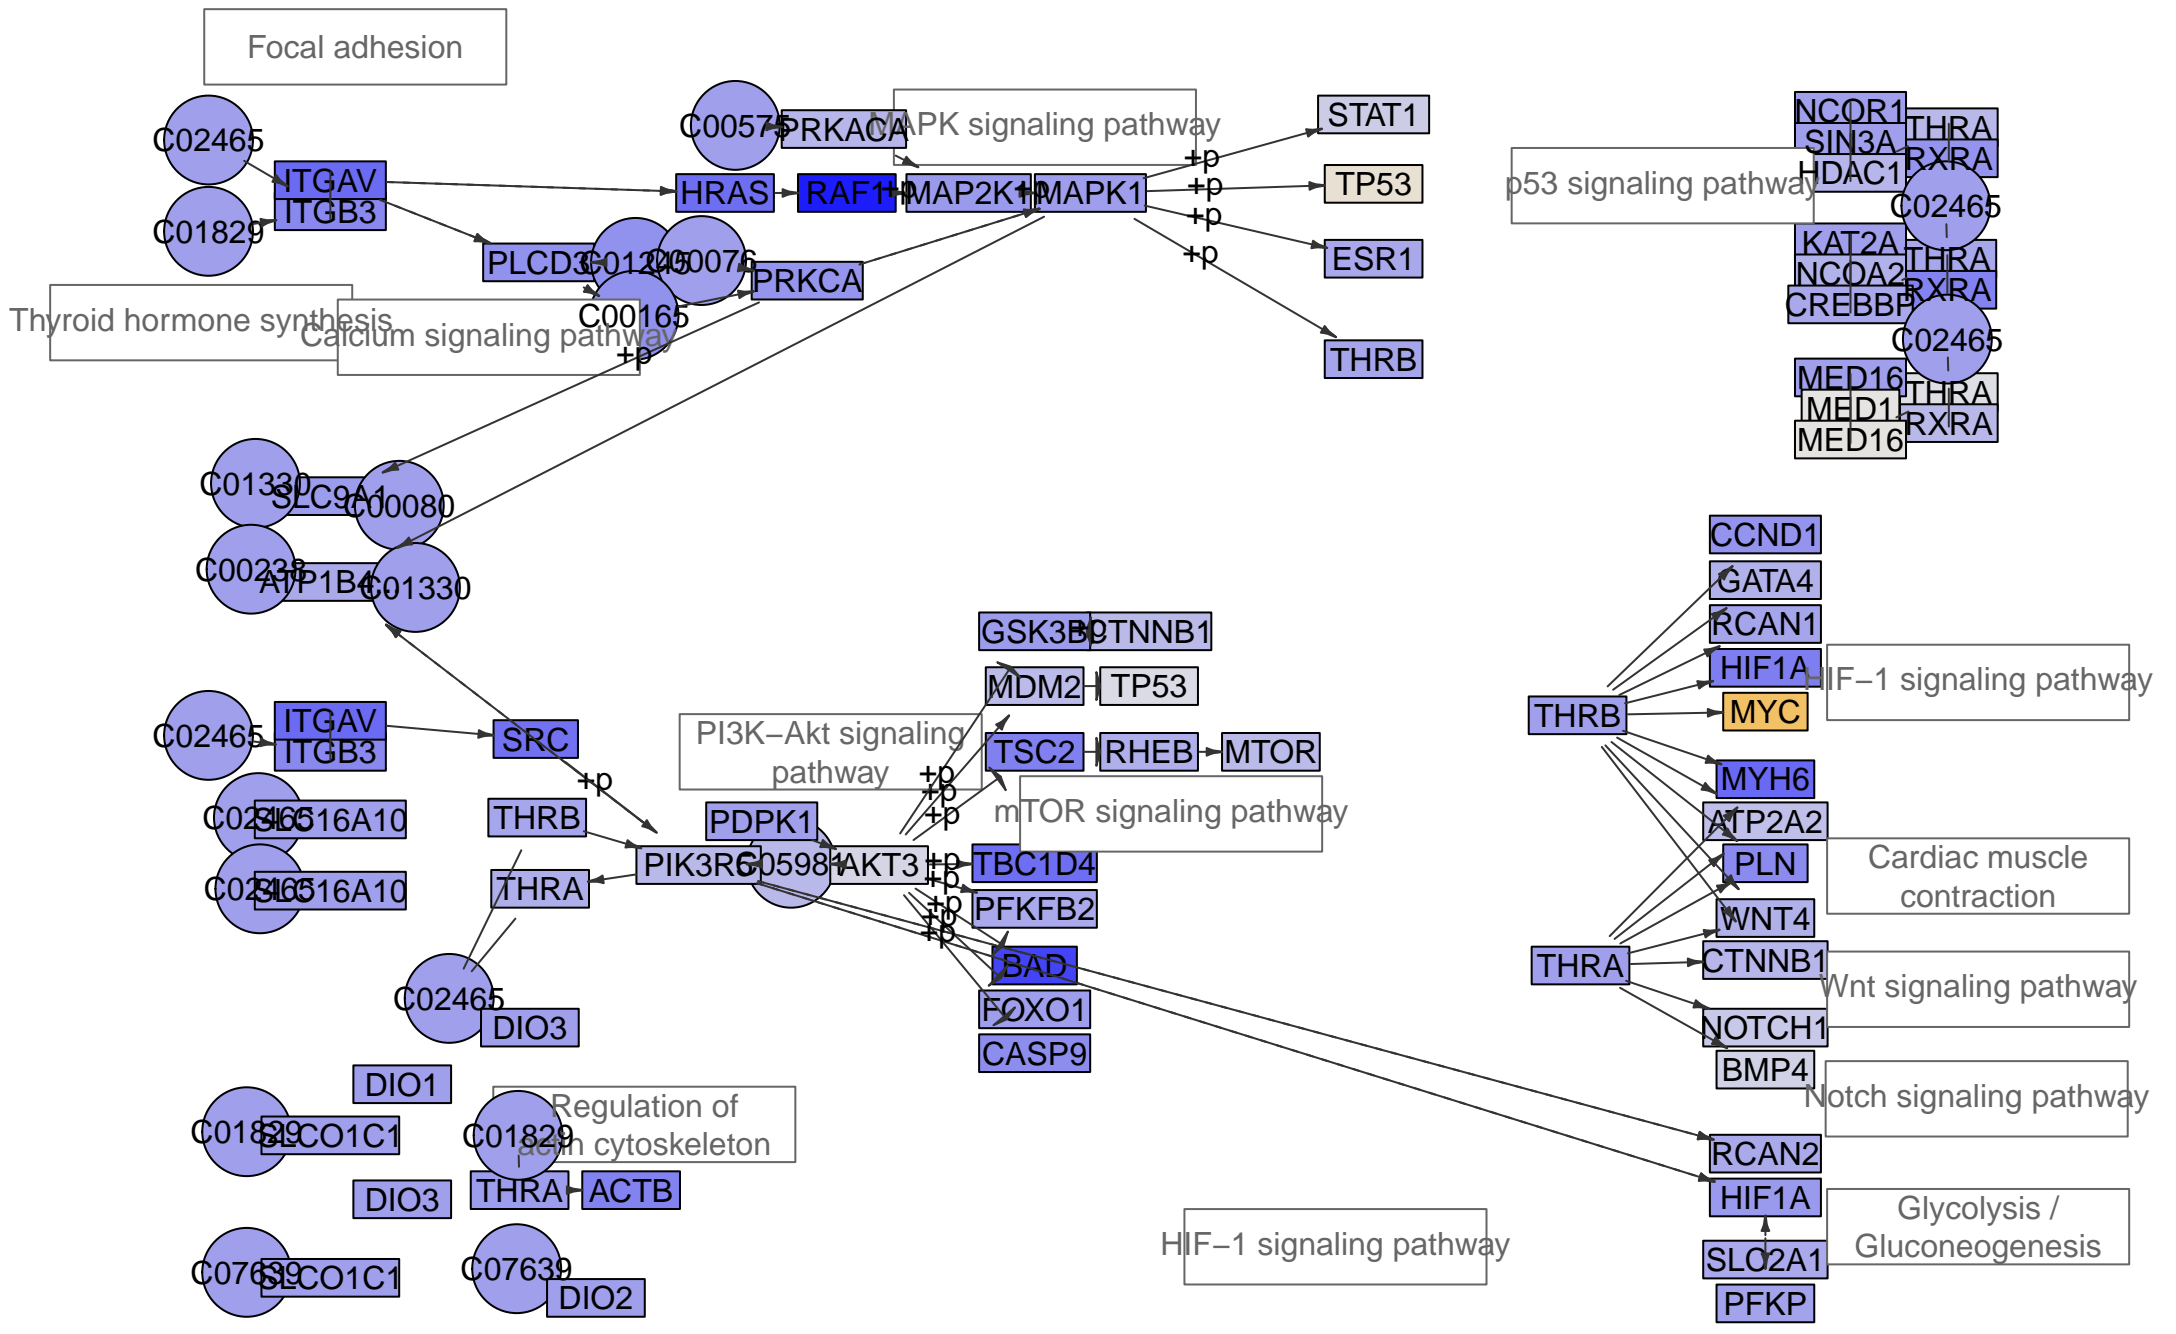 Focal adhesion
C02465
C01829
ITGAV
ITGB3
C00575
PRKACA
MAPK signaling pathway
HRAS
RAF1
+p
MAP2K1
+p
MAPK1
+p
+p
+p
+p
STAT1
TP53
ESR1
THRB
PLCD3
C01245
C00076
C00165
PRKCA
Thyroid hormone synthesis
Calcium signaling pathway
+p
p53 signaling pathway
NCOR1
SIN3A
HDAC1
THRA
RXRA
C02465
KAT2A
NCOA2
CREBBP
THRA
RXRA
C02465
MED16
MED1
MED16
THRA
RXRA
C01330
SLC9A1
C00080
C00238
ATP1B4
C01330
CCND1
GATA4
RCAN1
HIF1A
MYC
HIF−1 signaling pathway
THRB
MYH6
ATP2A2
PLN
WNT4
Cardiac muscle
contraction
THRA
CTNNB1
Wnt signaling pathway
NOTCH1
BMP4
Notch signaling pathway
GSK3B
CTNNB1
MDM2
TP53
TSC2
RHEB
MTOR
PI3K−Akt signaling
pathway
mTOR signaling pathway
+p
+p
+p
C02465
ITGAV
ITGB3
SRC
+p
C02465
SLC16A10
C02465
SLC16A10
THRB
THRA
PDPK1
PIK3R6
C05981
AKT3
+p
+p
+p
+p
+p
TBC1D4
PFKFB2
BAD
FOXO1
CASP9
C02465
DIO3
DIO1
C01829
SLCO1C1
Regulation of
actin cytoskeleton
C01829
THRA
ACTB
DIO3
C07639
SLCO1C1
C07639
DIO2
HIF−1 signaling pathway
RCAN2
HIF1A
SLC2A1
PFKP
Glycolysis /
Gluconeogenesis